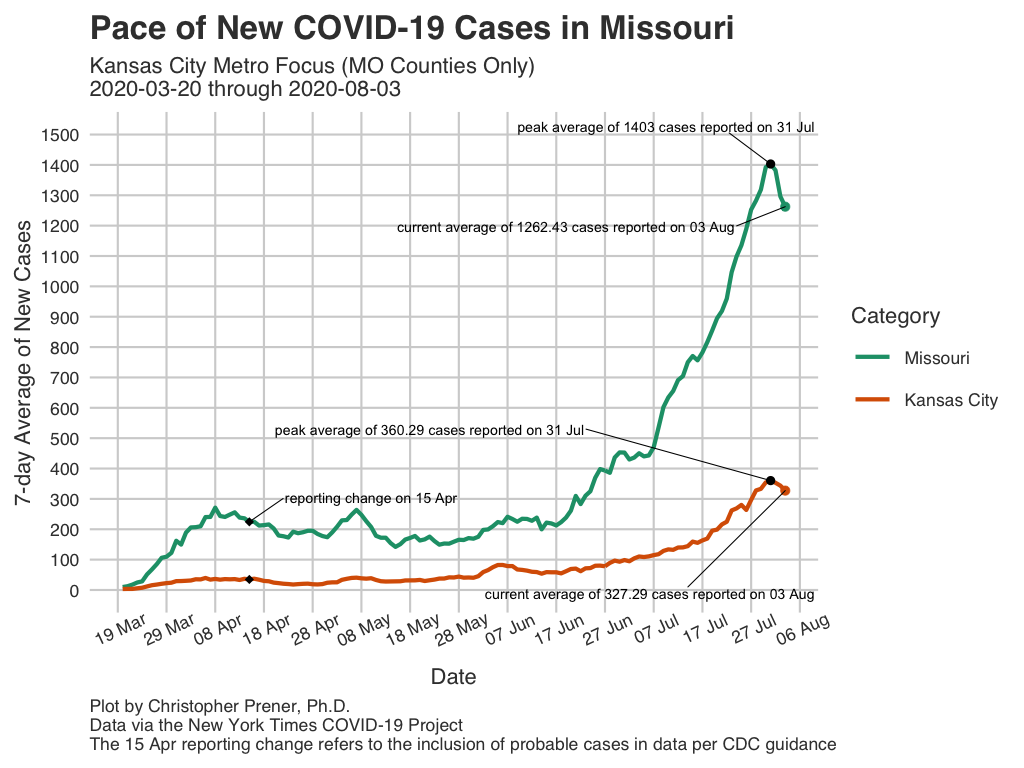 Pace of New COVID-19 Cases in Missouri
Kansas City Metro Focus (MO Counties Only)
2020-03-20 through 2020-08-03
7-day Average of New Cases
1500
1400
1300
1200
1100
1000
900
800
700
600
500
400
300
200
100
0
peak average of 1403 cases reported on 31 Jul
current average of 1262.43 cases reported on 03 Aug
peak average of 360.29 cases reported on 31 Jul
reporting change on 15 Apr
current average of 327.29 cases reported on 03 Aug
19 Mar
29 Mar
08 Apr
18 Apr
28 Apr
08 May
18 May
28 May
07 Jun
17 Jun
27 Jun
07 Jul
17 Jul
27 Jul
06 Aug
Date
Category
Missouri
Kansas City
Plot by Christopher Prener, Ph.D.
Data via the New York Times COVID-19 Project
The 15 Apr reporting change refers to the inclusion of probable cases in data per CDC guidance